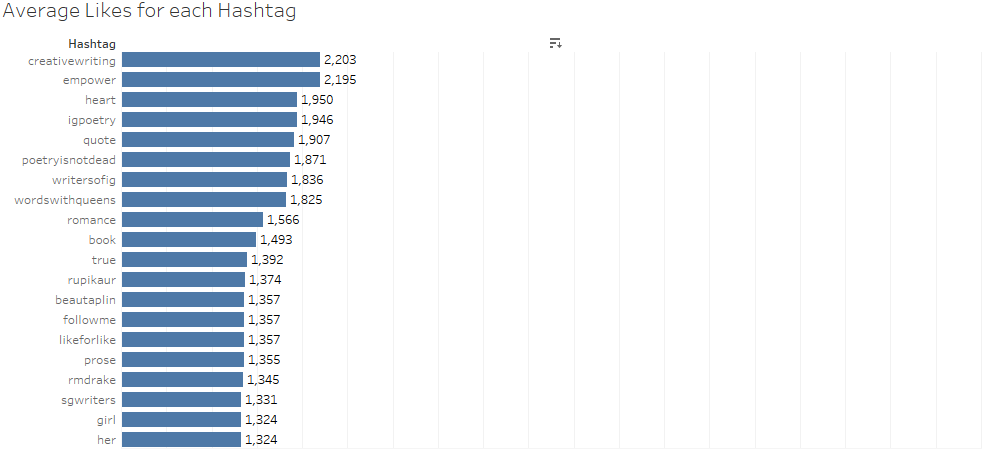 Average Likes for each Hashtag
Hashtag
creativewriting 2,203
empower 2,195
heart 1,950
igpoetry 1,946
quote 1,907
poetryisnotdead 1,871
writersofig 1,836
wordswithqueens 1,825
romance 1,566
book 1,493
true 1,392
rupikaur 1,374
beautaplin 1,357
followme 1,357
likeforlike 1,357
prose 1,355
rmdrake 1,345
sgwriters 1,331
girl 1,324
her 1,324